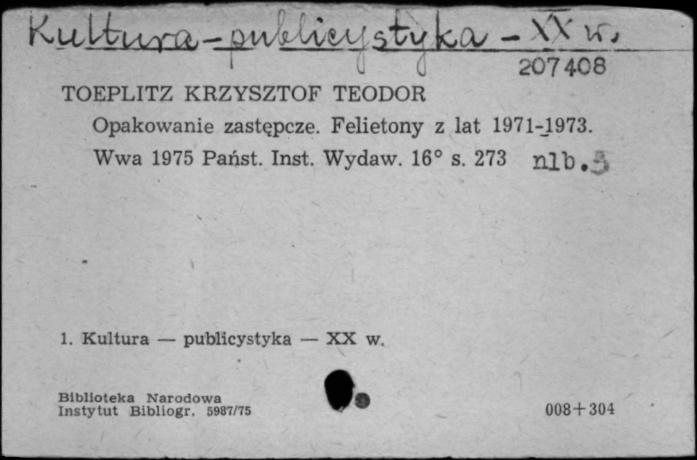 Kultura - publicystyka - XX w.
207408
TOEPLITZ KRZYSZTOF TEODOR
Opakowanie zastępcze. Felietony z lat 1971-1973.
Wwa 1975 Państ. Inst. Wydaw. 16° s. 273 nlb. 3
1. Kultura — publicystyka — XX w.
Biblioteka Narodowa
Instytut Bibliogr. 5987/75
008+304